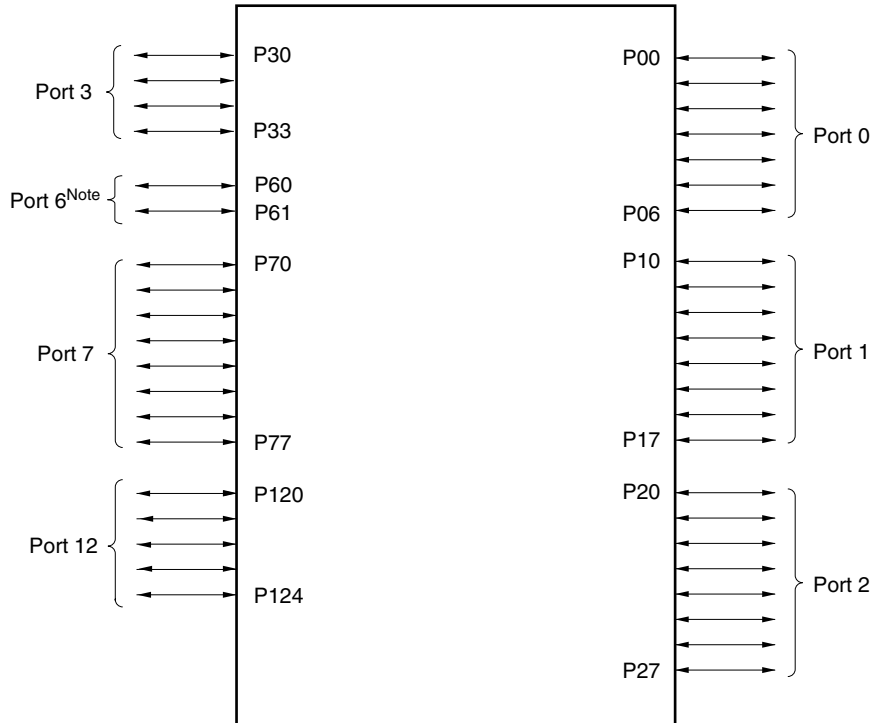 Port 3
P30
P33
Port 6Note
P60
P61
Port 7
P70
P77
Port 12
P120
P124
P00
P06
Port 0
P10
P17
Port 1
P20
P27
Port 2